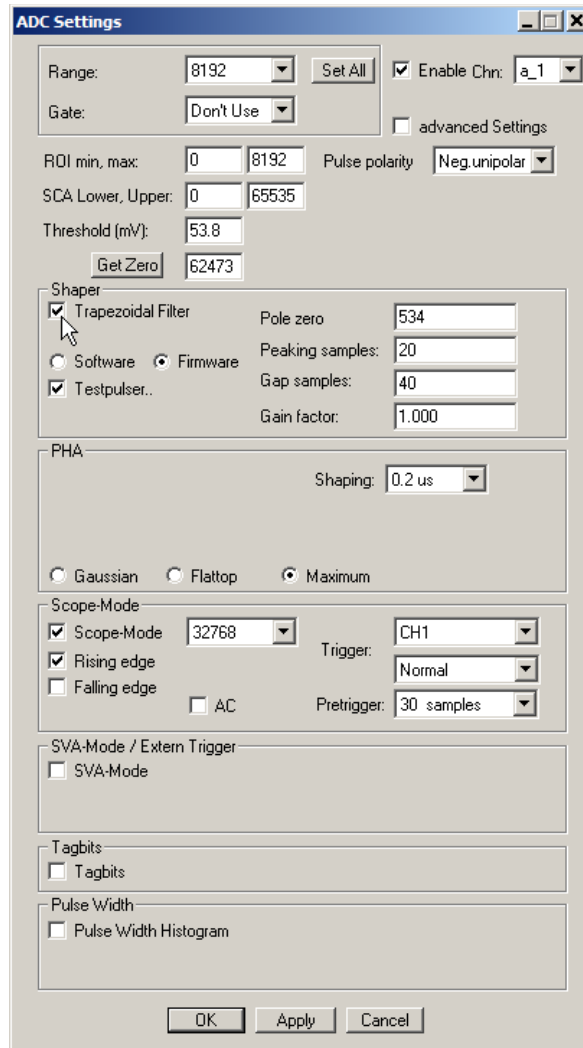 ADC Settings
Range: 8192 Set All Enable Chn: a_1
Gate: Don't Use
advanced Settings
ROI min, max: 0 8192 Pulse polarity Neg.unipolar
SCA Lower, Upper: 0 65535
Threshold (mV): 53.8
Get Zero 62473
Shaper
Trapezoidal Filter
Pole zero 534
Software Firmware Peaking samples: 20
Testpulser.. Gap samples: 40
Gain factor: 1.000
PHA
Shaping: 0.2 us
Gaussian Flattop Maximum
Scope-Mode
Scope-Mode 32768 Trigger: CH1
Rising edge Normal
Falling edge
AC Pretrigger: 30 samples
SVA-Mode / Extern Trigger
SVA-Mode
Tagbits
Tagbits
Pulse Width
Pulse Width Histogram
OK Apply Cancel